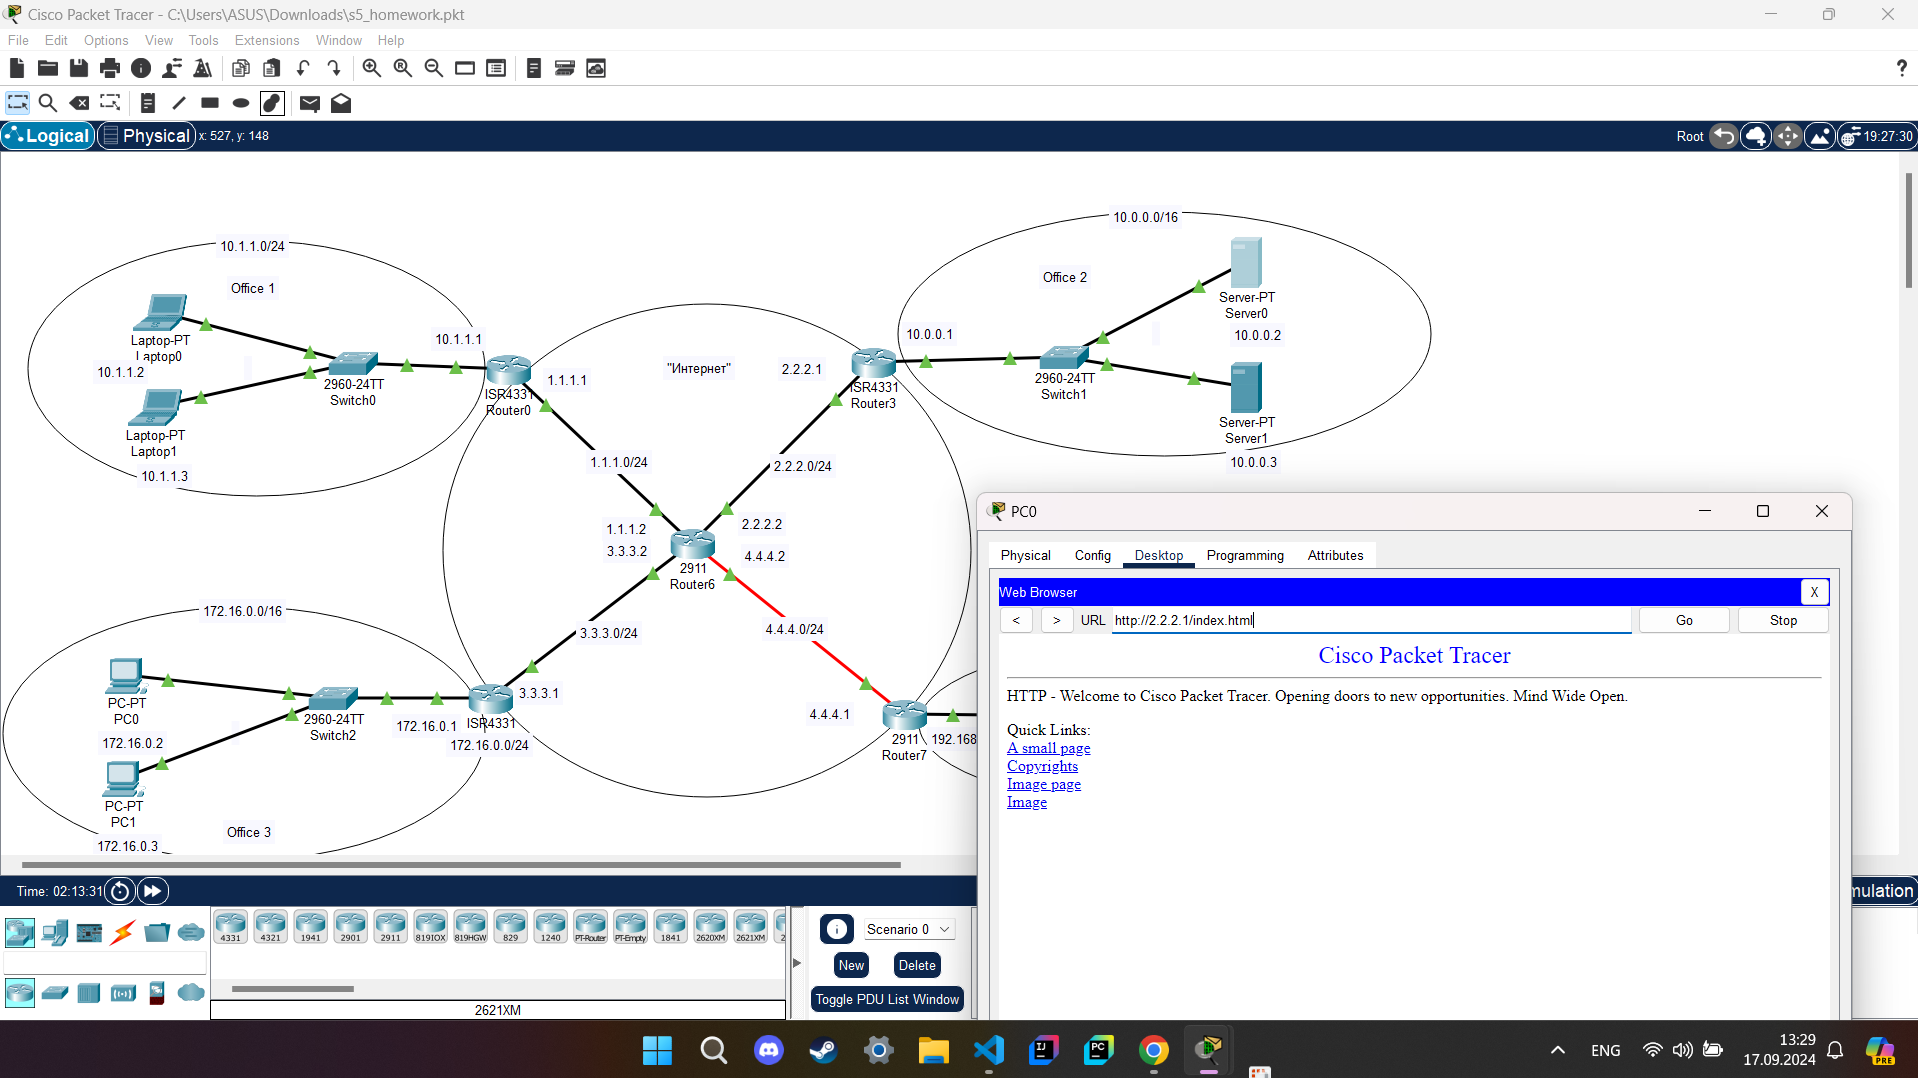 Cisco Packet Tracer - C:\Users\ASUS\Downloads\s5_homework.pkt
File Edit Options View Tools Extensions Window Help
?
Logical Physical x: 527, y: 148
Root 19:27:30
10.1.1.0/24
Office 1
Laptop-PT
Laptop0
10.1.1.2
Laptop-PT
Laptop1
10.1.1.3
2960-24TT
Switch0
10.1.1.1
ISR4331
Router0
1.1.1.1
"Интернет"
2.2.2.1
ISR4331
Router3
10.0.0.1
10.0.0.0/16
Office 2
2960-24TT
Switch1
Server-PT
Server0
10.0.0.2
Server-PT
Server1
10.0.0.3
1.1.1.0/24
2.2.2.0/24
1.1.1.2
2.2.2.2
3.3.3.2
4.4.4.2
2911
Router6
3.3.3.0/24
4.4.4.0/24
172.16.0.0/16
PC-PT
PC0
172.16.0.2
PC-PT
PC1
172.16.0.3
2960-24TT
Switch2
172.16.0.1
ISR4331
172.16.0.0/24
3.3.3.1
Office 3
4.4.4.1
2911
Router7
192.168
PC0
Physical Config Desktop Programming Attributes
Web Browser X
< > URL http://2.2.2.1/index.html Go Stop
Cisco Packet Tracer
HTTP - Welcome to Cisco Packet Tracer. Opening doors to new opportunities. Mind Wide Open.
Quick Links:
A small page
Copyrights
Image page
Image
Time: 02:13:31
mulation
4331 4321 1941 2901 2911 819IOX 819HGW 829 1240 PT-Router PT-Empty 1841 2620XM 2621XM 2
2621XM
Scenario 0
New Delete
Toggle PDU List Window
ENG
13:29
17.09.2024
IJ
PC
PRE